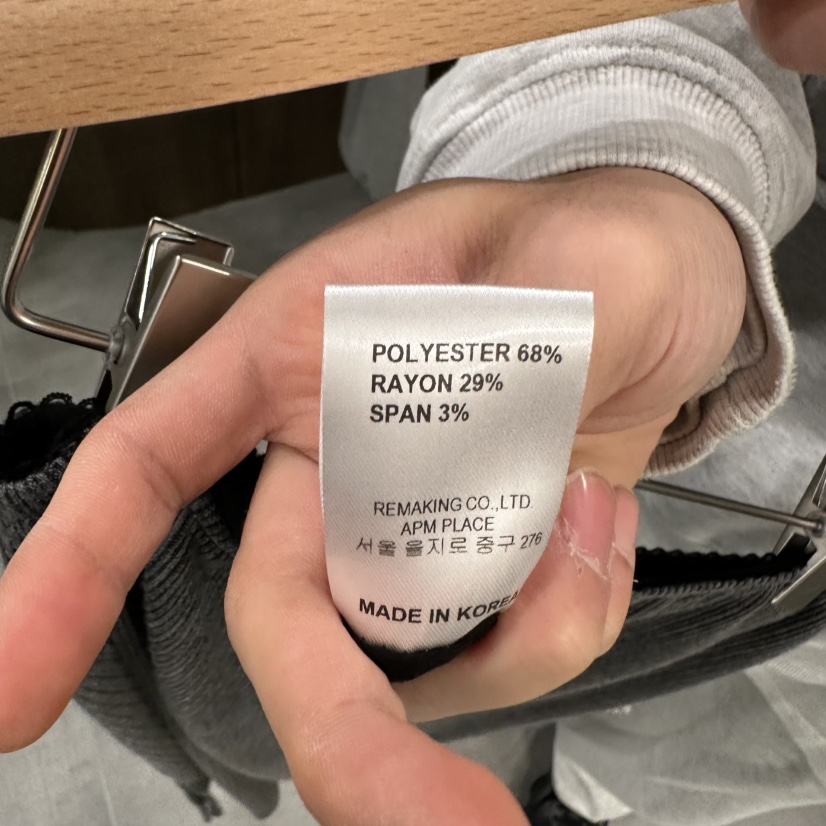 POLYESTER 68%
RAYON 29%
SPAN 3%
REMAKING CO.,LTD.
APM PLACE
서울 을지로 중구 276
MADE IN KOREA